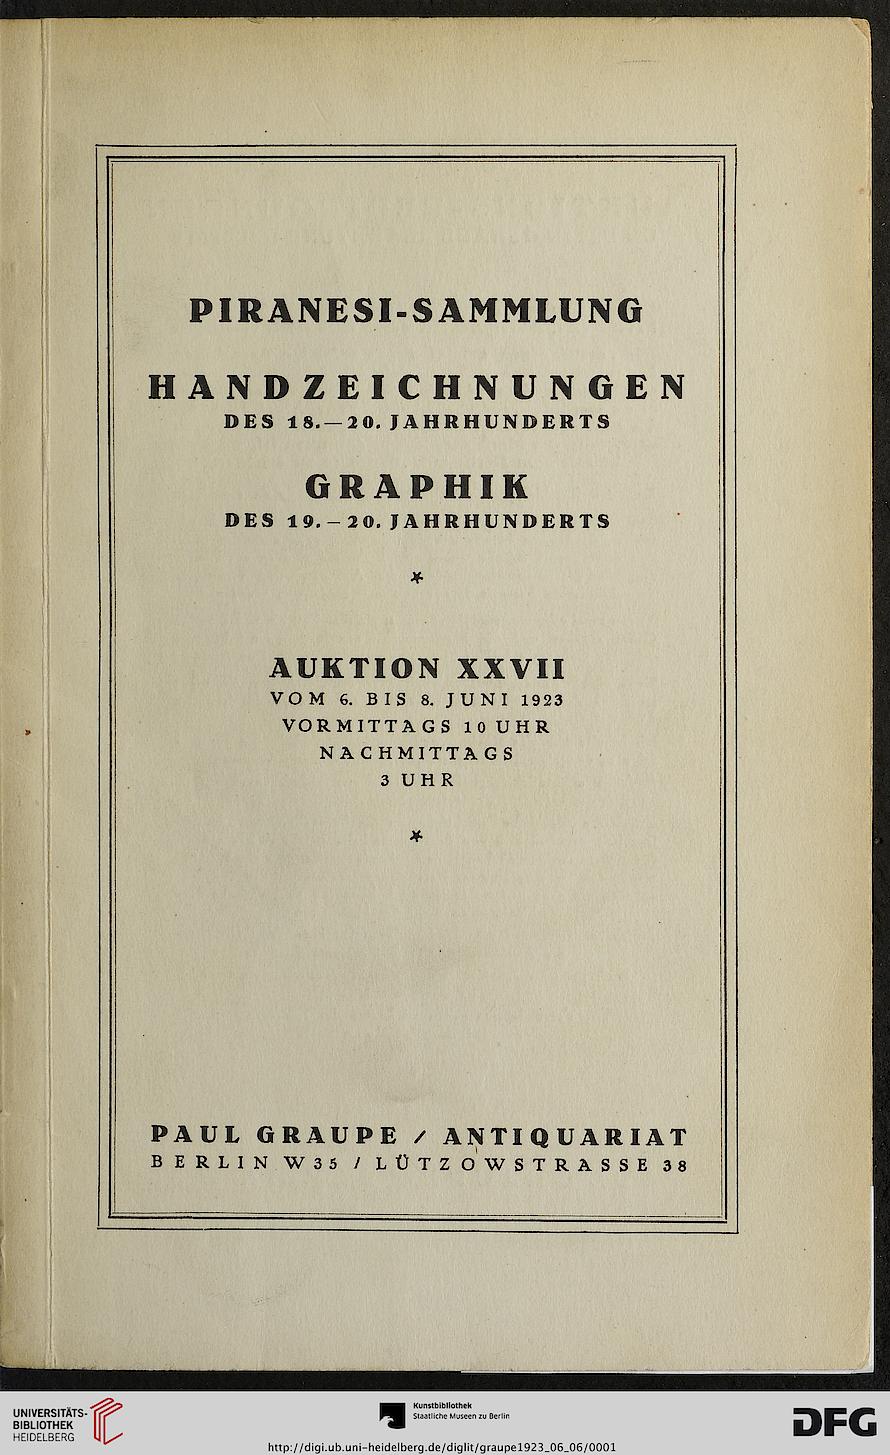 PIRANESI-SAMMLUNG
HANDZEICHNUNGEN
DES 18.—20. JAHRHUNDERTS
GRAPHIK
DES 19.–20. JAHRHUNDERTS
*
AUKTION XXVII
VOM 6. BIS 8. JUNI 1923
VORMITTAGS 10 UHR
NACHMITTAGS
3 UHR
*
PAUL GRAUPE / ANTIQUARIAT
BERLIN W35 / LÜTZOWSTRASSE 38
UNIVERSITÄTS-
BIBLIOTHEK
HEIDELBERG
Kunstbibliothek
Staatliche Museen zu Berlin
DFG
http://digi.ub.uni-heidelberg.de/diglit/graupe1923_06_06/0001